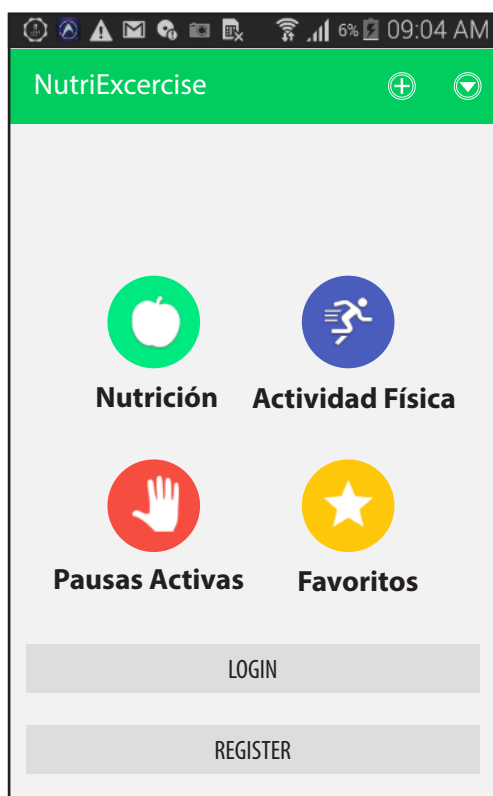 6% 09:04 AM
NutriExcercise
Nutrición Actividad Física
Pausas Activas Favoritos
LOGIN
REGISTER